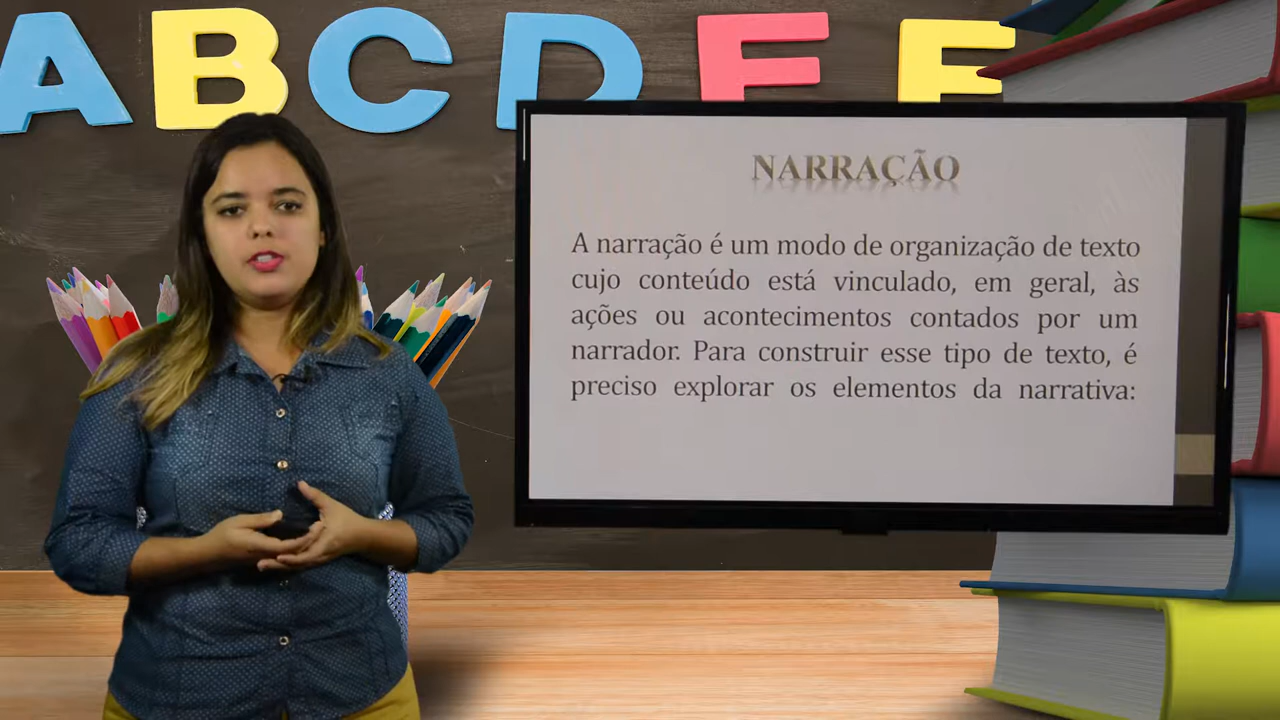 A B C D E F
NARRAÇÃO
A narração é um modo de organização de texto
cujo conteúdo está vinculado, em geral, às
ações ou acontecimentos contados por um
narrador. Para construir esse tipo de texto, é
preciso explorar os elementos da narrativa: